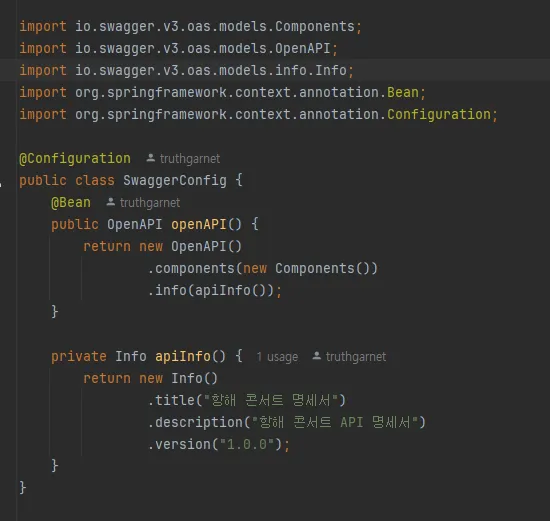 import io.swagger.v3.oas.models.Components;
import io.swagger.v3.oas.models.OpenAPI;
import io.swagger.v3.oas.models.info.Info;
import org.springframework.context.annotation.Bean;
import org.springframework.context.annotation.Configuration;
@Configuration truthgarnet
public class SwaggerConfig {
@Bean truthgarnet
public OpenAPI openAPI() {
return new OpenAPI()
.components(new Components())
.info(apiInfo());
}
private Info apiInfo() { 1 usage truthgarnet
return new Info()
.title("항해 콘서트 명세서")
.description("항해 콘서트 API 명세서")
.version("1.0.0");
}
}